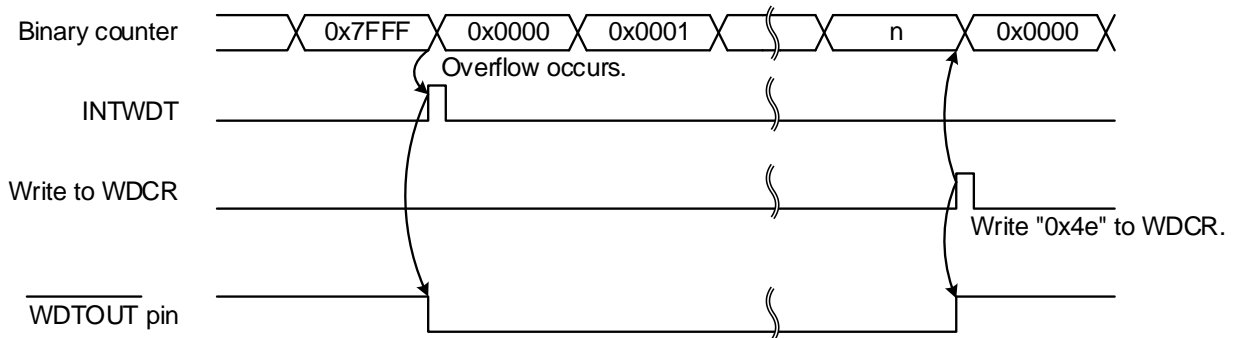 Binary counter 0x7FFF 0x0000 0x0001 n 0x0000
Overflow occurs.
INTWDT
Write to WDCR
Write "0x4e" to WDCR.
WDTOUT pin